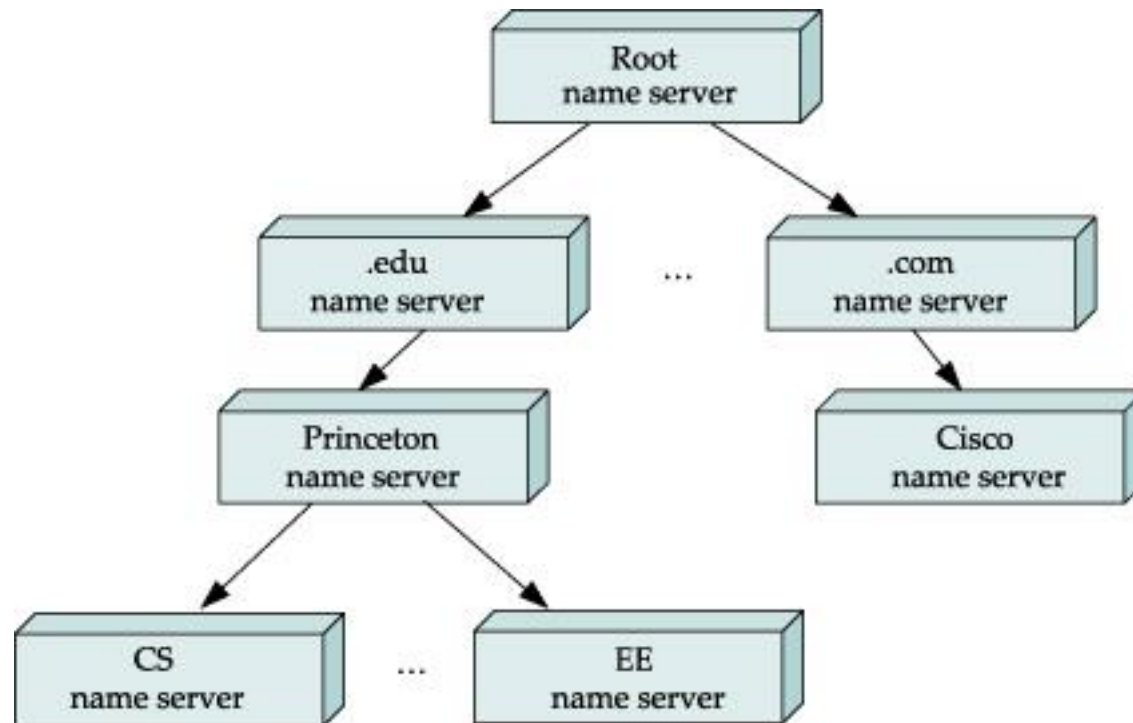 Root
name server
.edu
name server
...
.com
name server
Princeton
name server
Cisco
name server
CS
name server
...
EE
name server